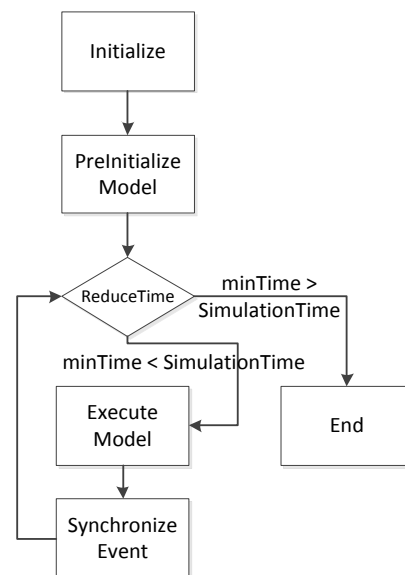 Initialize
PreInitialize
Model
ReduceTime
minTime >
SimulationTime
minTime < SimulationTime
Execute
Model
End
Synchronize
Event